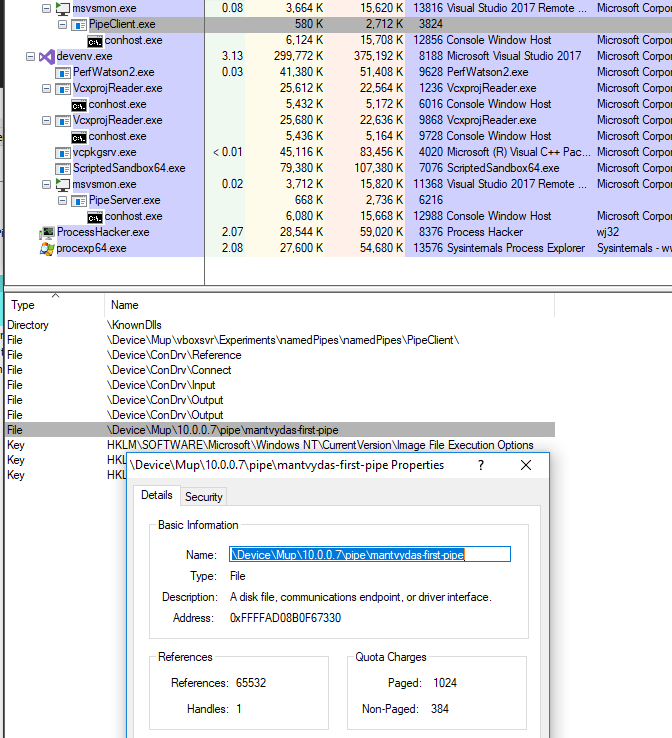 msvsmon.exe 0.08 3,664 K 15,620 K 13816 Visual Studio 2017 Remote ... Microsoft Corpor
PipeClient.exe 580 K 2,712 K 3824
conhost.exe 6,124 K 15,708 K 12856 Console Window Host Microsoft Corpor
devenv.exe 3.13 299,772 K 375,192 K 8188 Microsoft Visual Studio 2017 Microsoft Corpor
PerfWatson2.exe 0.03 41,380 K 51,408 K 9628 PerfWatson2.exe Microsoft Corpor
VcxprojReader.exe 25,612 K 22,564 K 1236 VcxprojReader.exe Microsoft Corpor
conhost.exe 5,432 K 5,172 K 6016 Console Window Host Microsoft Corpor
VcxprojReader.exe 25,680 K 22,636 K 9868 VcxprojReader.exe Microsoft Corpor
conhost.exe 5,436 K 5,164 K 9728 Console Window Host Microsoft Corpor
vcpkgsrv.exe < 0.01 45,116 K 83,456 K 4020 Microsoft (R) Visual C++ Pac... Microsoft Corpor
ScriptedSandbox64.exe 79,380 K 107,380 K 7076 ScriptedSandbox64.exe Microsoft Corpor
msvsmon.exe 0.02 3,712 K 15,820 K 11368 Visual Studio 2017 Remote ... Microsoft Corpor
PipeServer.exe 668 K 2,736 K 6216
conhost.exe 6,080 K 15,668 K 12988 Console Window Host Microsoft Corpor
ProcessHacker.exe 2.07 28,544 K 59,020 K 8376 Process Hacker wj32
procexp64.exe 2.08 27,600 K 54,680 K 13576 Sysinternals Process Explorer Sysinternals - ww
Type Name
Directory \KnownDlls
File \Device\Mup\vboxsvr\Experiments\namedPipes\namedPipes\PipeClient\
File \Device\ConDrv\Reference
File \Device\ConDrv\Connect
File \Device\ConDrv\Input
File \Device\ConDrv\Output
File \Device\ConDrv\Output
File \Device\Mup\10.0.0.7\pipe\mantvydas-first-pipe
Key HKLM\SOFTWARE\Microsoft\Windows NT\CurrentVersion\Image File Execution Options
Key HKL
Key HKL
\Device\Mup\10.0.0.7\pipe\mantvydas-first-pipe Properties ?
Details Security
Basic Information
Name: \Device\Mup\10.0.0.7\pipe\mantvydas-first-pipe
Type: File
Description: A disk file, communications endpoint, or driver interface.
Address: 0xFFFFAD08B0F67330
References Quota Charges
References: 65532 Paged: 1024
Handles: 1 Non-Paged: 384